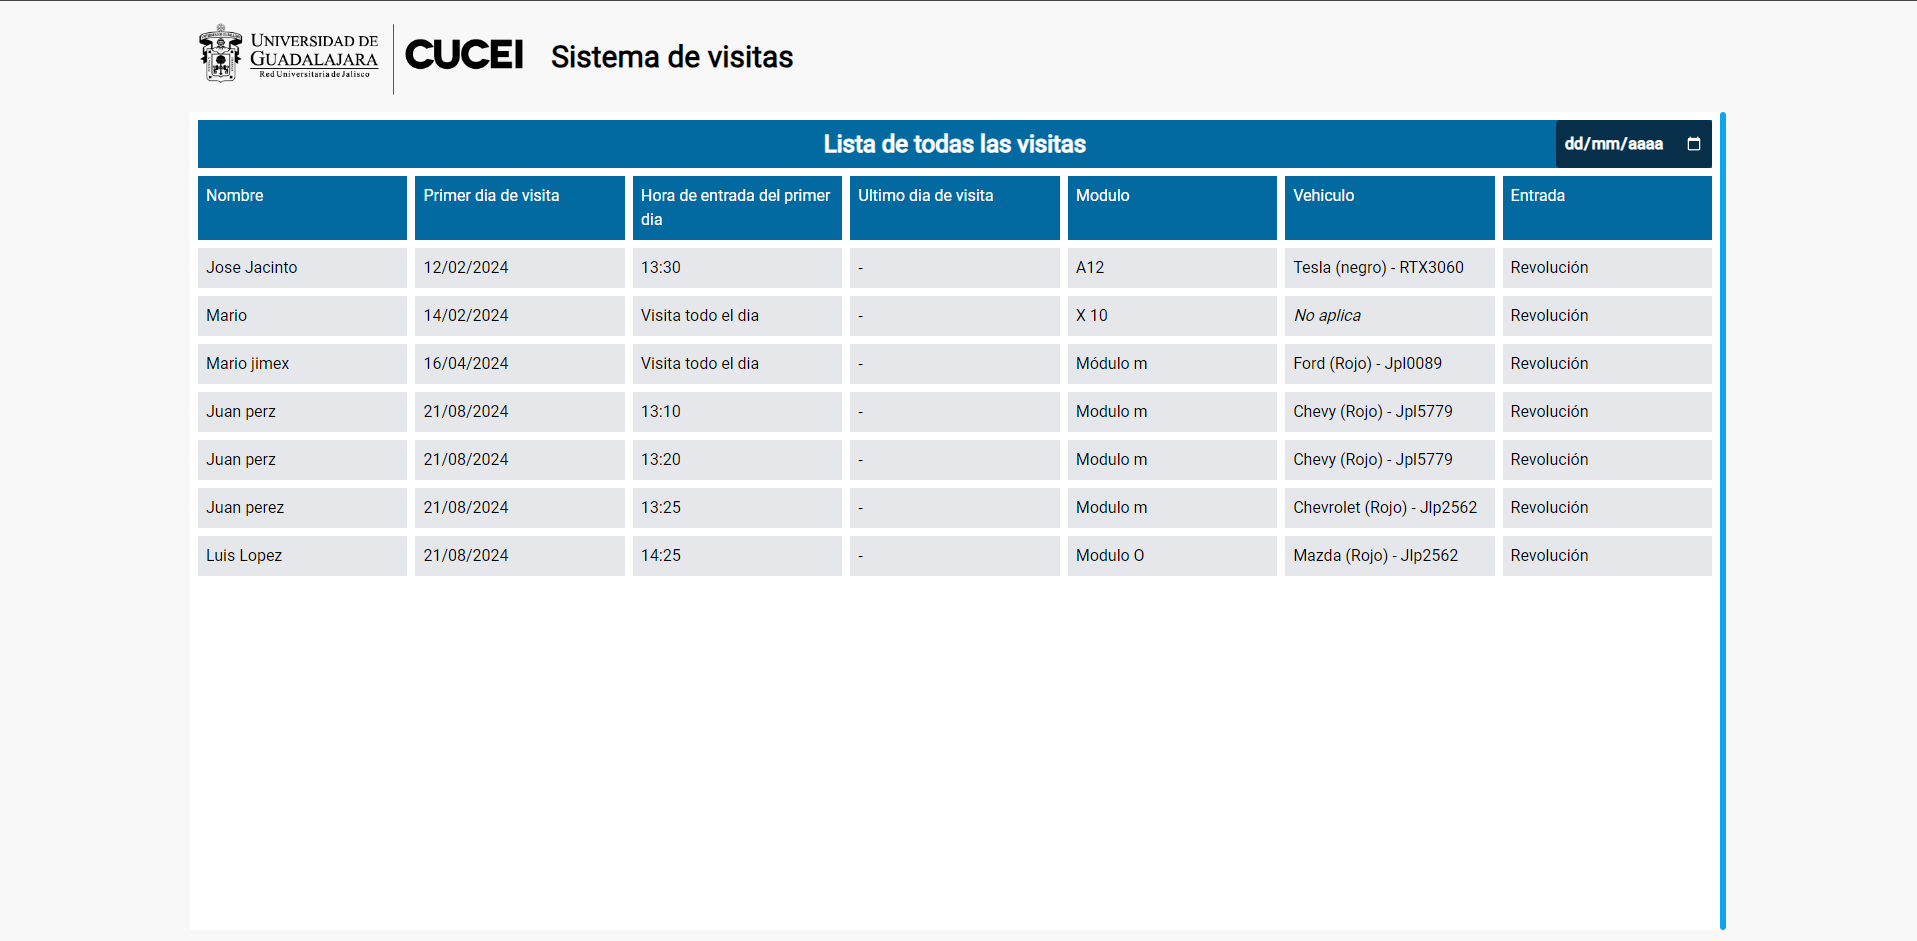 UNIVERSIDAD DE
GUADALAJARA
Red Universitaria de Jalisco
CUCEI
Sistema de visitas
Lista de todas las visitas
dd/mm/aaaa
Nombre Primer dia de visita Hora de entrada del primer dia Ultimo dia de visita Modulo Vehiculo Entrada
Jose Jacinto 12/02/2024 13:30 - A12 Tesla (negro) - RTX3060 Revolución
Mario 14/02/2024 Visita todo el dia - X 10 No aplica Revolución
Mario jimex 16/04/2024 Visita todo el dia - Módulo m Ford (Rojo) - Jpl0089 Revolución
Juan perz 21/08/2024 13:10 - Modulo m Chevy (Rojo) - Jpl5779 Revolución
Juan perz 21/08/2024 13:20 - Modulo m Chevy (Rojo) - Jpl5779 Revolución
Juan perez 21/08/2024 13:25 - Modulo m Chevrolet (Rojo) - Jlp2562 Revolución
Luis Lopez 21/08/2024 14:25 - Modulo O Mazda (Rojo) - Jlp2562 Revolución